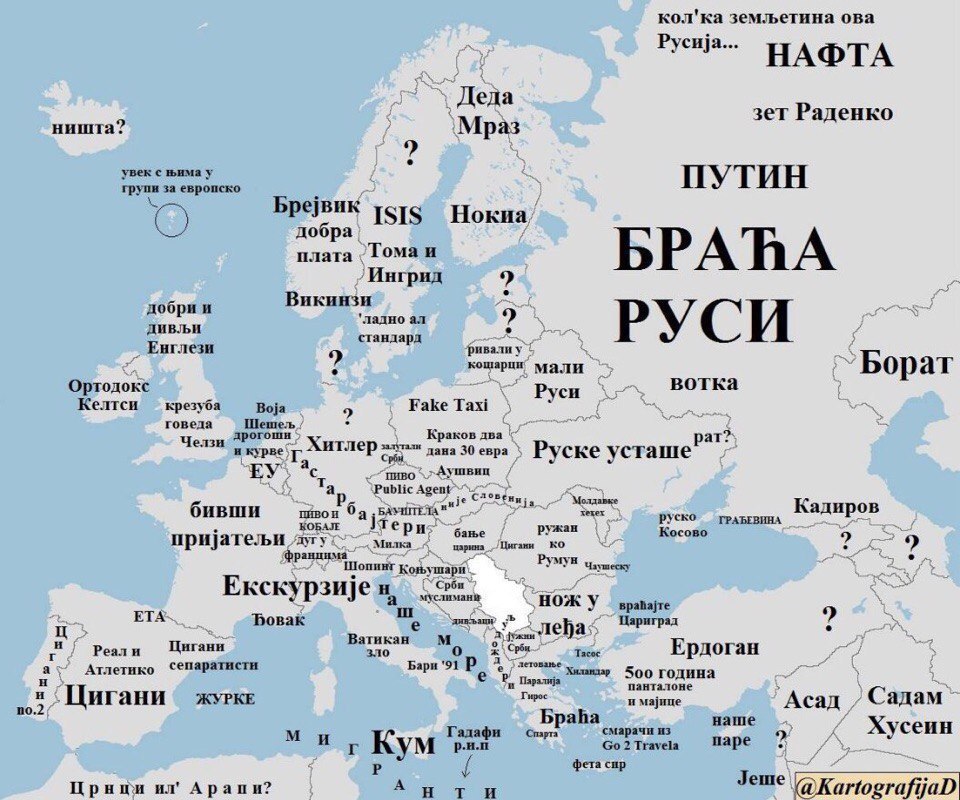 кол'ка земљетина ова
Русија...
НАФТА
зет Раденко
ПУТИН
БРАЋА
РУСИ
вотка
Борат
ништа?
увек с њима у
групи за европско
Деда
Мраз
?
Брејвик
добра
плата
ISIS
Нокиа
Тома и
Ингрид
Викинзи
'ладно ал
стандард
?
?
ривали у
кошарци
мали
Руси
?
добри и
дивљи
Енглези
Ортодокс
Келтси
крезуба
говеда
Челзи
Воја
Шешељ
дрогоши
и курве
ЕУ
?
Хитлер
залутали
Срби
Гастарбајтери
Fake Taxi
Краков два
дана 30 евра
Аушвиц
Руске усташе
рат?
ПИВО
Public Agent
није Словенија
БАУШТЕЛА
Молдавке
хехех
бивши
пријатељи
ПИВО И
КОБАЈЕ
дуг у
францима
Милка
бање
царина
Цигани
ружан
ко
Румун
Чаушеску
руско
Косово
ГРАЂЕВИНА
Кадиров
?
?
Шопинг
Коњушари
Срби
муслимани
дивљаци
Екскурзије
наше море
Ђовак
Ватикан
зло
Бари '91
уљ
дождери
јужни
Срби
нож у
леђа
враћајте
Цариград
ЕТА
Реал и
Атлетико
Цигани
сепаратисти
Цигани
no.2
Цигани
ЖУРКЕ
летовање
Паралија
Гирос
Тасос
Хиландар
Браћа
Спарта
Ердоган
5оо година
панталоне
и мајице
?
смарачи из
Go 2 Travela
фета сир
наше
паре
Асад
Садам
Хусеин
?
Јеше
Кум
Гадафи
р.и.п
МИГРАНТИ
Црнци ил' Арапи?
@KartografijaD